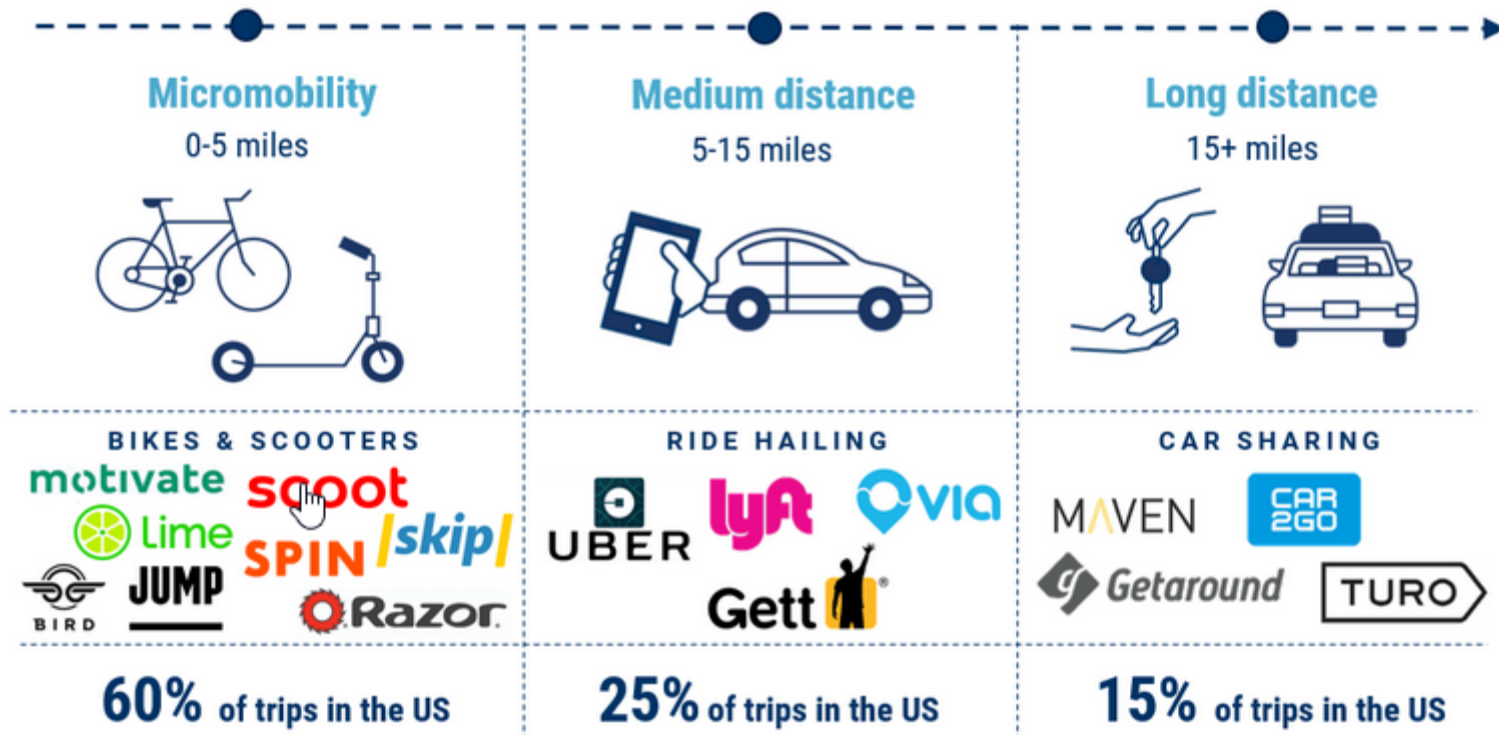 Micromobility
0-5 miles
Medium distance
5-15 miles
Long distance
15+ miles
BIKES & SCOOTERS
motivate
scoot
Lime
SPIN
/skip/
BIRD
JUMP
Razor
RIDE HAILING
UBER
lyft
via
Gett
CAR SHARING
MAVEN
CAR
2GO
Getaround
TURO
60% of trips in the US
25% of trips in the US
15% of trips in the US